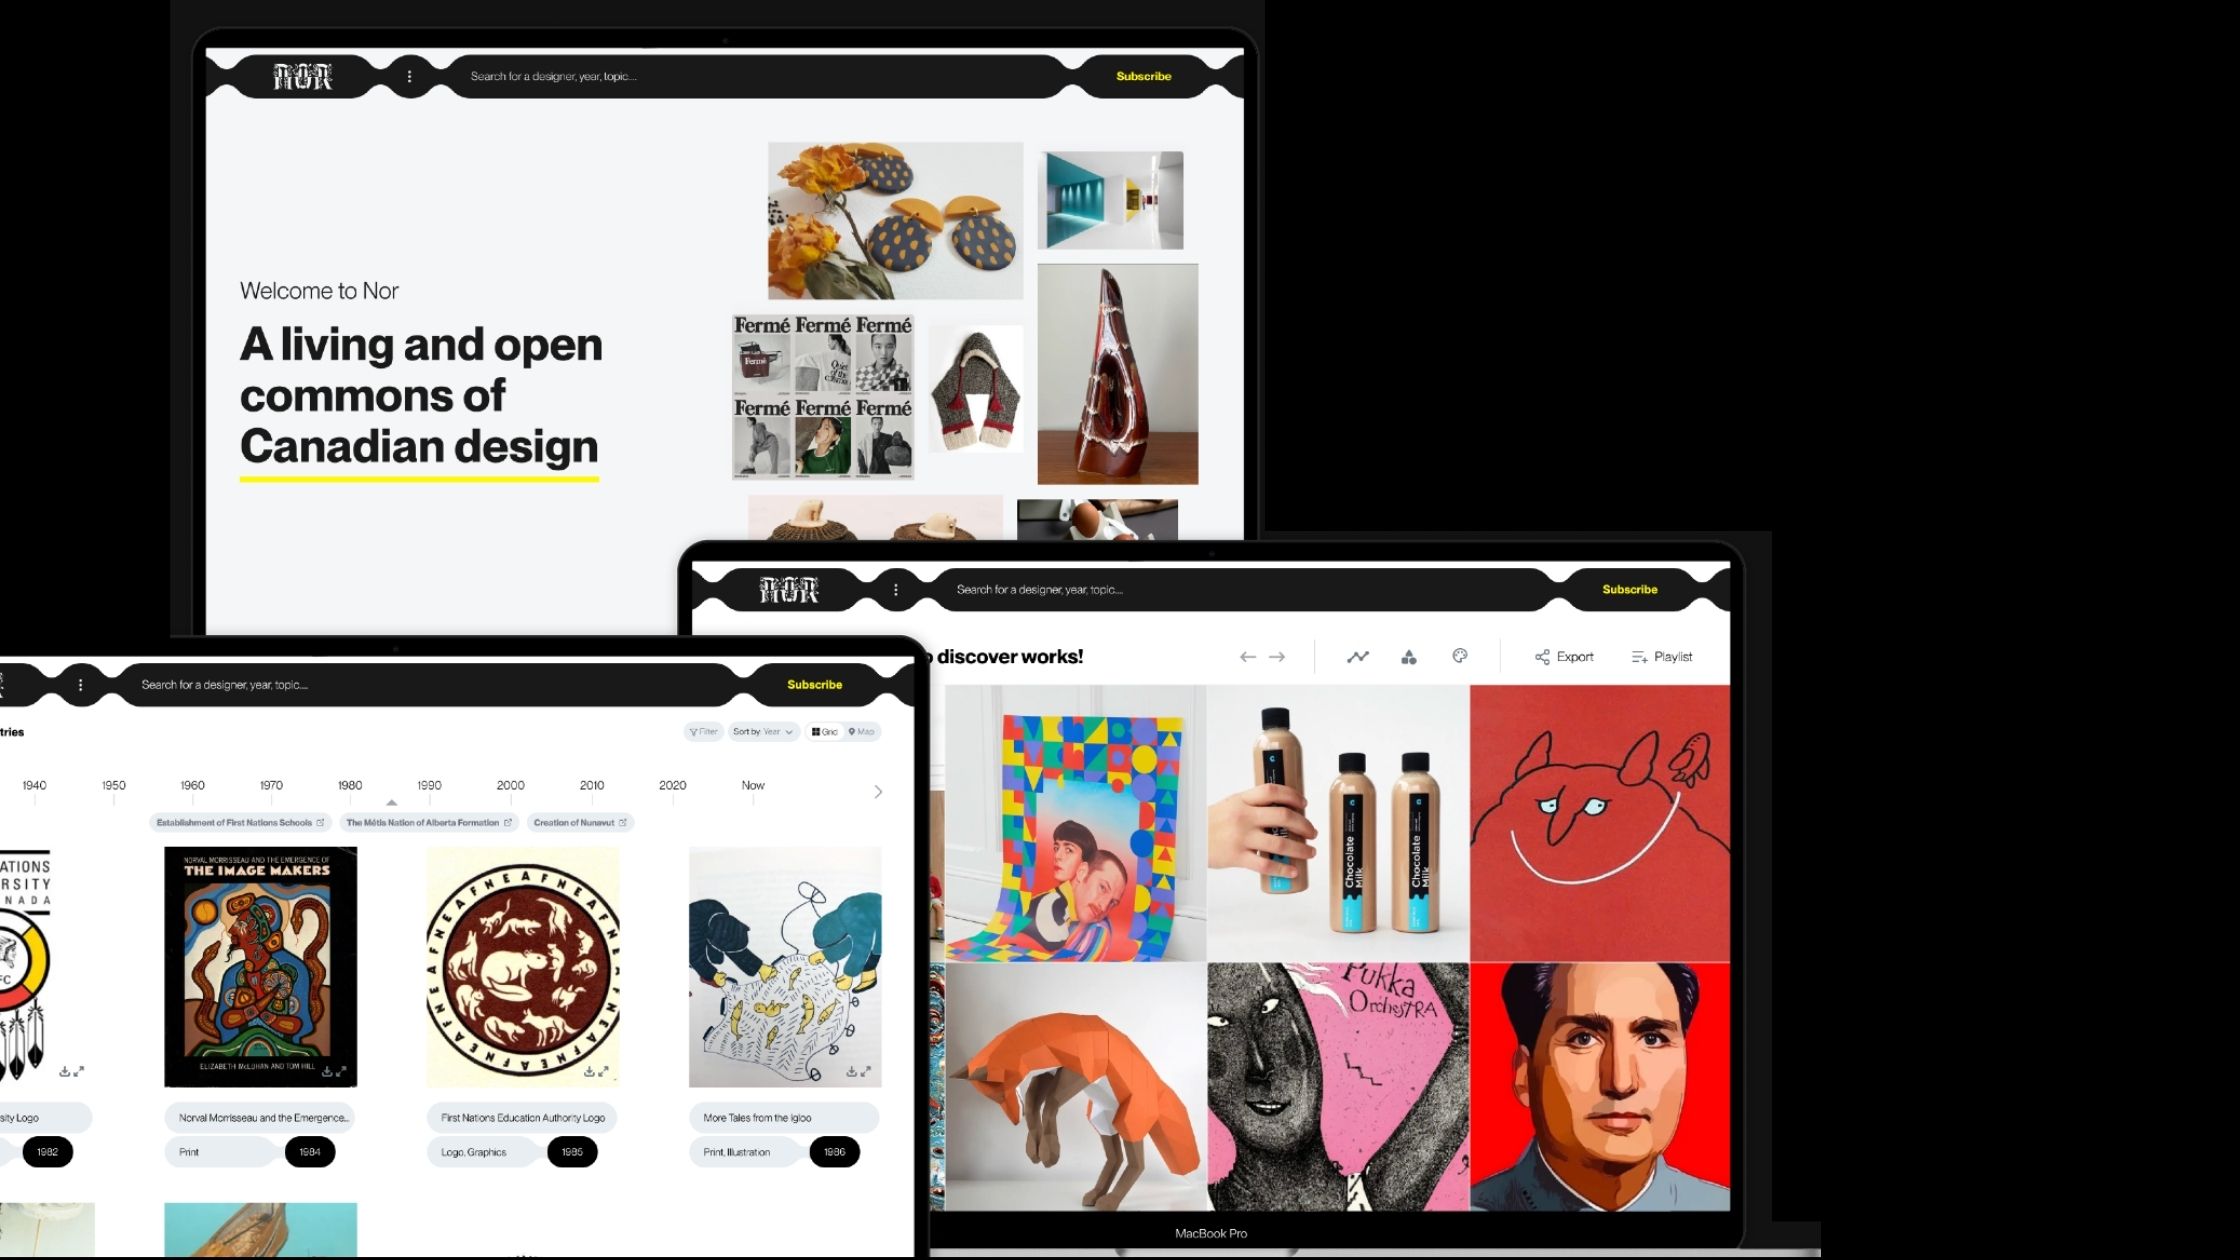 NOR
Search for a designer, year, topic....
Subscribe
Welcome to Nor
A living and open
commons of
Canadian design
Fermé Fermé Fermé
Fermé
Fermé Fermé Fermé
NOR
Search for a designer, year, topic....
Subscribe
discover works!
Export
Playlist
Chocolate Milk
Chocolate Milk
Pukka
OrchesTRA
MacBook Pro
Search for a designer, year, topic....
Subscribe
tries
Filter
Sort by: Year
Grid
Map
1940 1950 1960 1970 1980 1990 2000 2010 2020 Now
Establishment of First Nations Schools
The Métis Nation of Alberta Formation
Creation of Nunavut
ATIONS
RSITY
NADA
FC
NORVAL MORRISSEAU AND THE EMERGENCE OF
THE IMAGE MAKERS
ELIZABETH McLUHAN AND TOM HILL
AFNEAFNEAFNEAFNEAFNEAFNE
sity Logo
1982
Norval Morrisseau and the Emergence...
Print
1984
First Nations Education Authority Logo
Logo, Graphics
1985
More Tales from the Igloo
Print, Illustration
1986